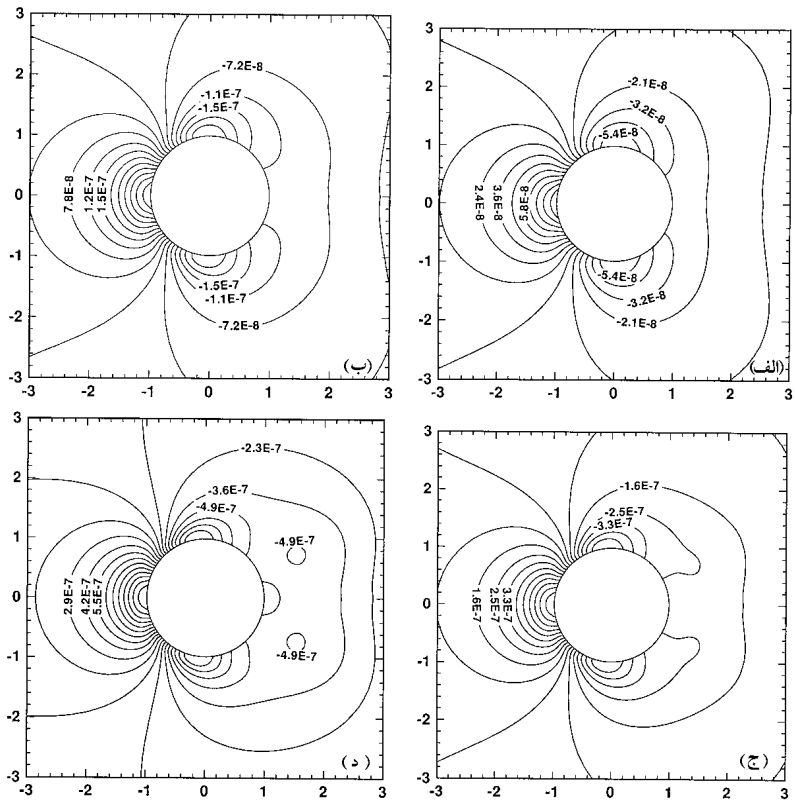 3
2
1
0
-1
-2
-3
-2.1E-8
-3.2E-8
-5.4E-8
2.4E-8
3.6E-8
5.8E-8
-5.4E-8
-3.2E-8
-2.1E-8
(الف)
-3 -2 -1 0 1 2 3
3
2
1
0
-1
-2
-3
-7.2E-8
-1.1E-7
-1.5E-7
7.8E-8
1.2E-7
1.5E-7
-1.5E-7
-1.1E-7
-7.2E-8
(ب)
-3 -2 -1 0 1 2 3
3
2
1
0
-1
-2
-3
-1.6E-7
-2.5E-7
-3.3E-7
1.6E-7
2.5E-7
3.3E-7
(ج)
-3 -2 -1 0 1 2 3
3
2
1
0
-1
-2
-3
-2.3E-7
-3.6E-7
-4.9E-7
-4.9E-7
2.9E-7
4.2E-7
5.5E-7
-4.9E-7
(د)
-3 -2 -1 0 1 2 3